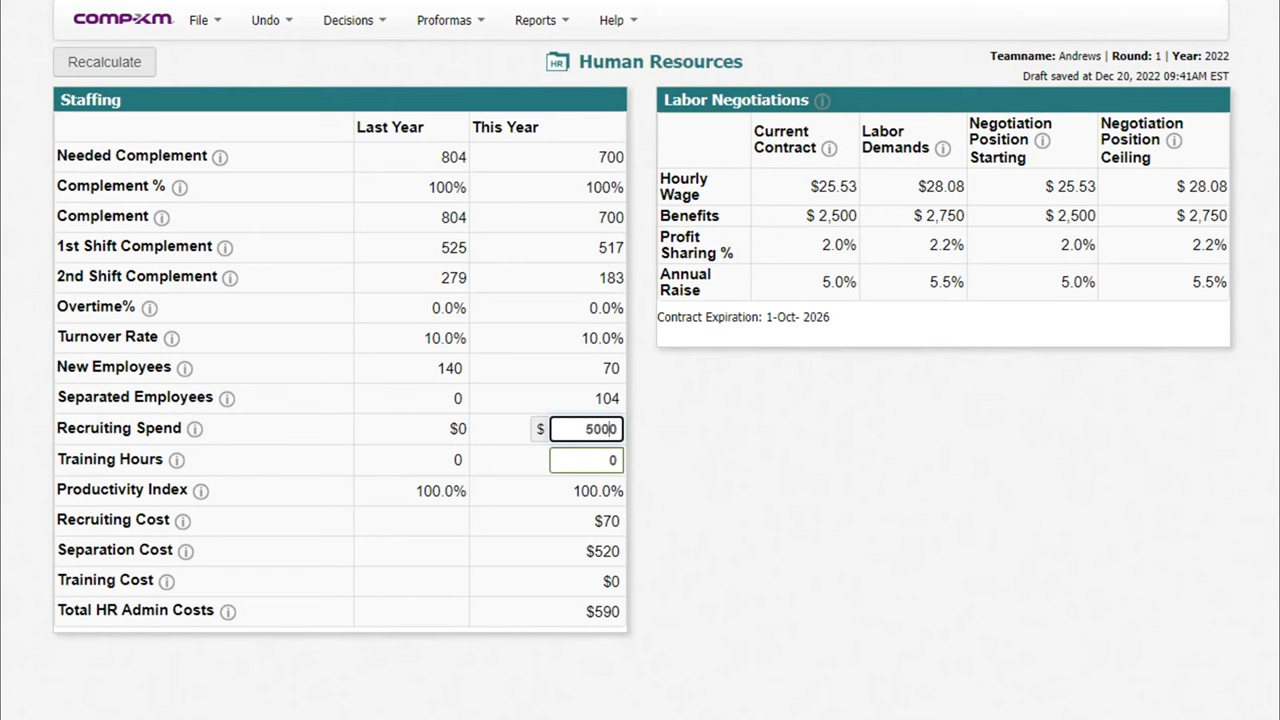 COMP-XM File Undo Decisions Proformas Reports Help
Recalculate
HR Human Resources
Teamname: Andrews | Round: 1 | Year: 2022
Draft saved at Dec 20, 2022 09:41AM EST
Staffing
Last Year This Year
Needed Complement 804 700
Complement % 100% 100%
Complement 804 700
1st Shift Complement 525 517
2nd Shift Complement 279 183
Overtime% 0.0% 0.0%
Turnover Rate 10.0% 10.0%
New Employees 140 70
Separated Employees 0 104
Recruiting Spend $0 $ 5000
Training Hours 0 0
Productivity Index 100.0% 100.0%
Recruiting Cost $70
Separation Cost $520
Training Cost $0
Total HR Admin Costs $590
Labor Negotiations
Current Contract Labor Demands Negotiation Position Starting Negotiation Position Ceiling
Hourly Wage $25.53 $28.08 $ 25.53 $ 28.08
Benefits $ 2,500 $ 2,750 $ 2,500 $ 2,750
Profit Sharing % 2.0% 2.2% 2.0% 2.2%
Annual Raise 5.0% 5.5% 5.0% 5.5%
Contract Expiration: 1-Oct- 2026